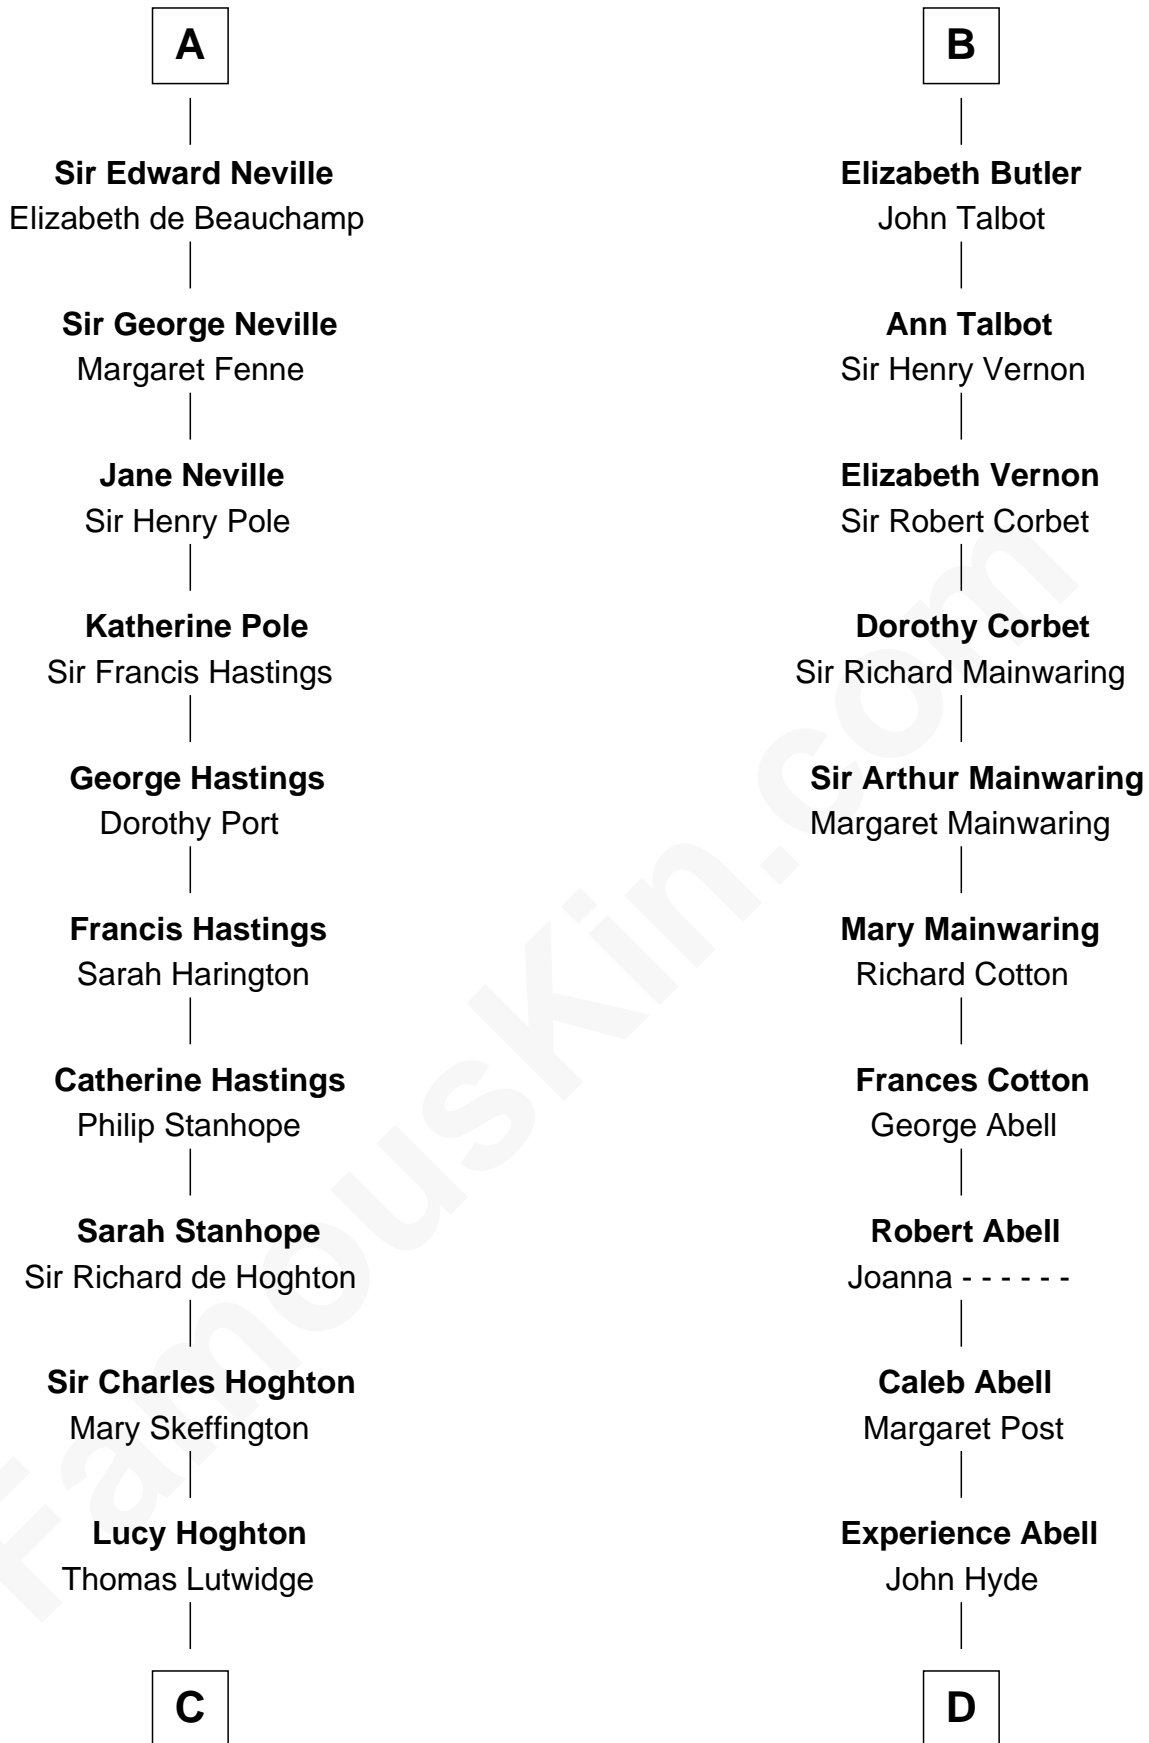 A
Sir Edward Neville
Elizabeth de Beauchamp
Sir George Neville
Margaret Fenne
Jane Neville
Sir Henry Pole
Katherine Pole
Sir Francis Hastings
George Hastings
Dorothy Port
Francis Hastings
Sarah Harington
Catherine Hastings
Philip Stanhope
Sarah Stanhope
Sir Richard de Hoghton
Sir Charles Hoghton
Mary Skeffington
Lucy Hoghton
Thomas Lutwidge
C
B
Elizabeth Butler
John Talbot
Ann Talbot
Sir Henry Vernon
Elizabeth Vernon
Sir Robert Corbet
Dorothy Corbet
Sir Richard Mainwaring
Sir Arthur Mainwaring
Margaret Mainwaring
Mary Mainwaring
Richard Cotton
Frances Cotton
George Abell
Robert Abell
Joanna - - - - - -
Caleb Abell
Margaret Post
Experience Abell
John Hyde
D
FamousKin.com